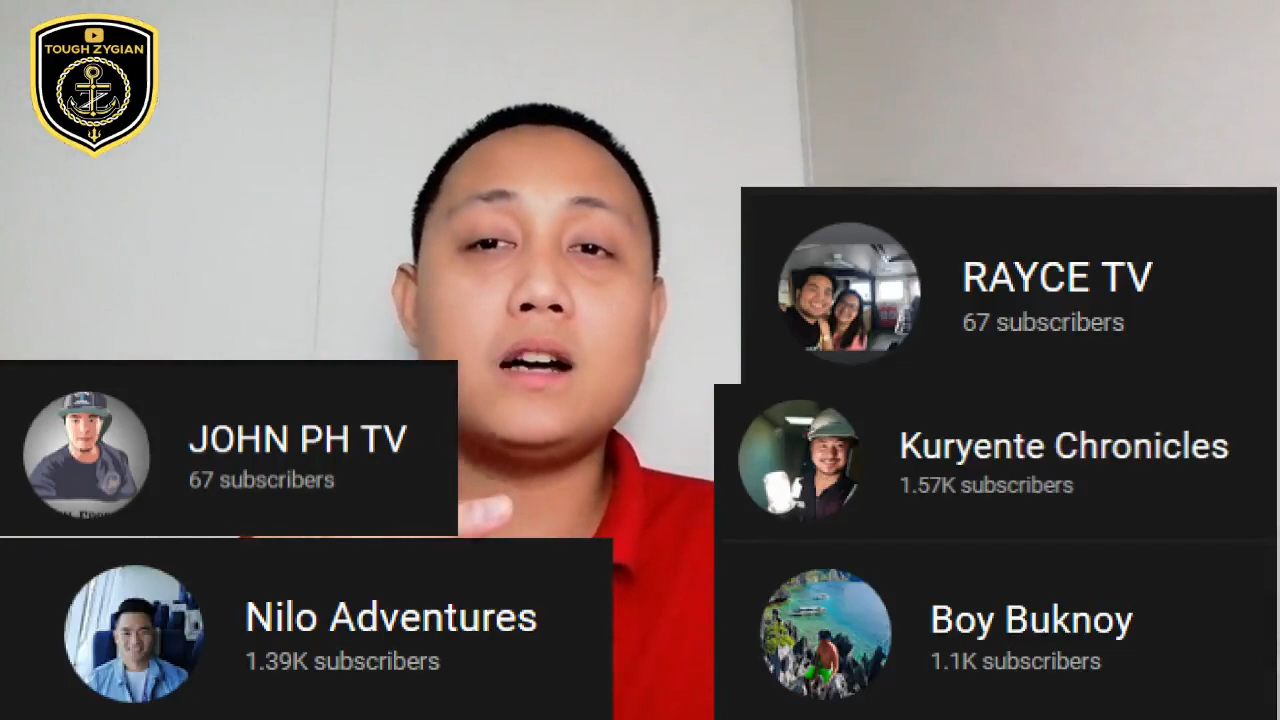 TOUGH ZYGIAN
RAYCE TV
67 subscribers
JOHN PH TV
67 subscribers
Kuryente Chronicles
1.57K subscribers
Nilo Adventures
1.39K subscribers
Boy Buknoy
1.1K subscribers